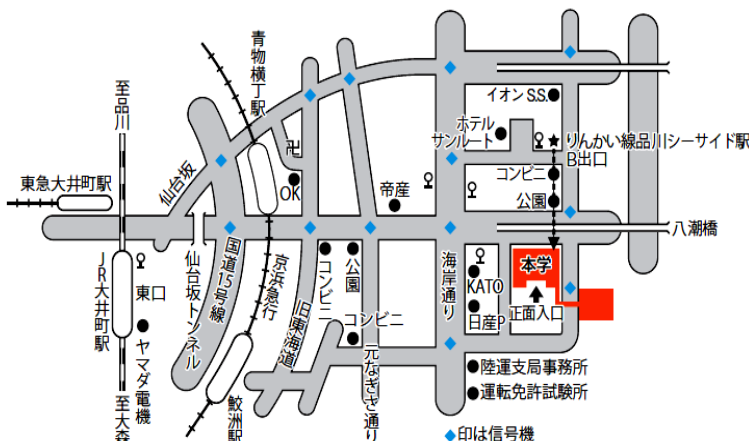 青物横丁駅
至品川
イオンS.S.
ホテル
サンルート
りんかい線品川シーサイド駅
B出口
卍
仙台坂
東急大井町駅
OK
帝産
コンビニ
公園
八潮橋
JR大井町駅
東口
ヤマダ電機
至大森
仙台坂トンネル
国道15号線
京浜急行
鮫洲駅
旧東海道
コンビニ
公園
コンビニ
元なぎさ通り
海岸通り
KATO
日産P
本学
正面入口
陸運支局事務所
運転免許試験所
印は信号機